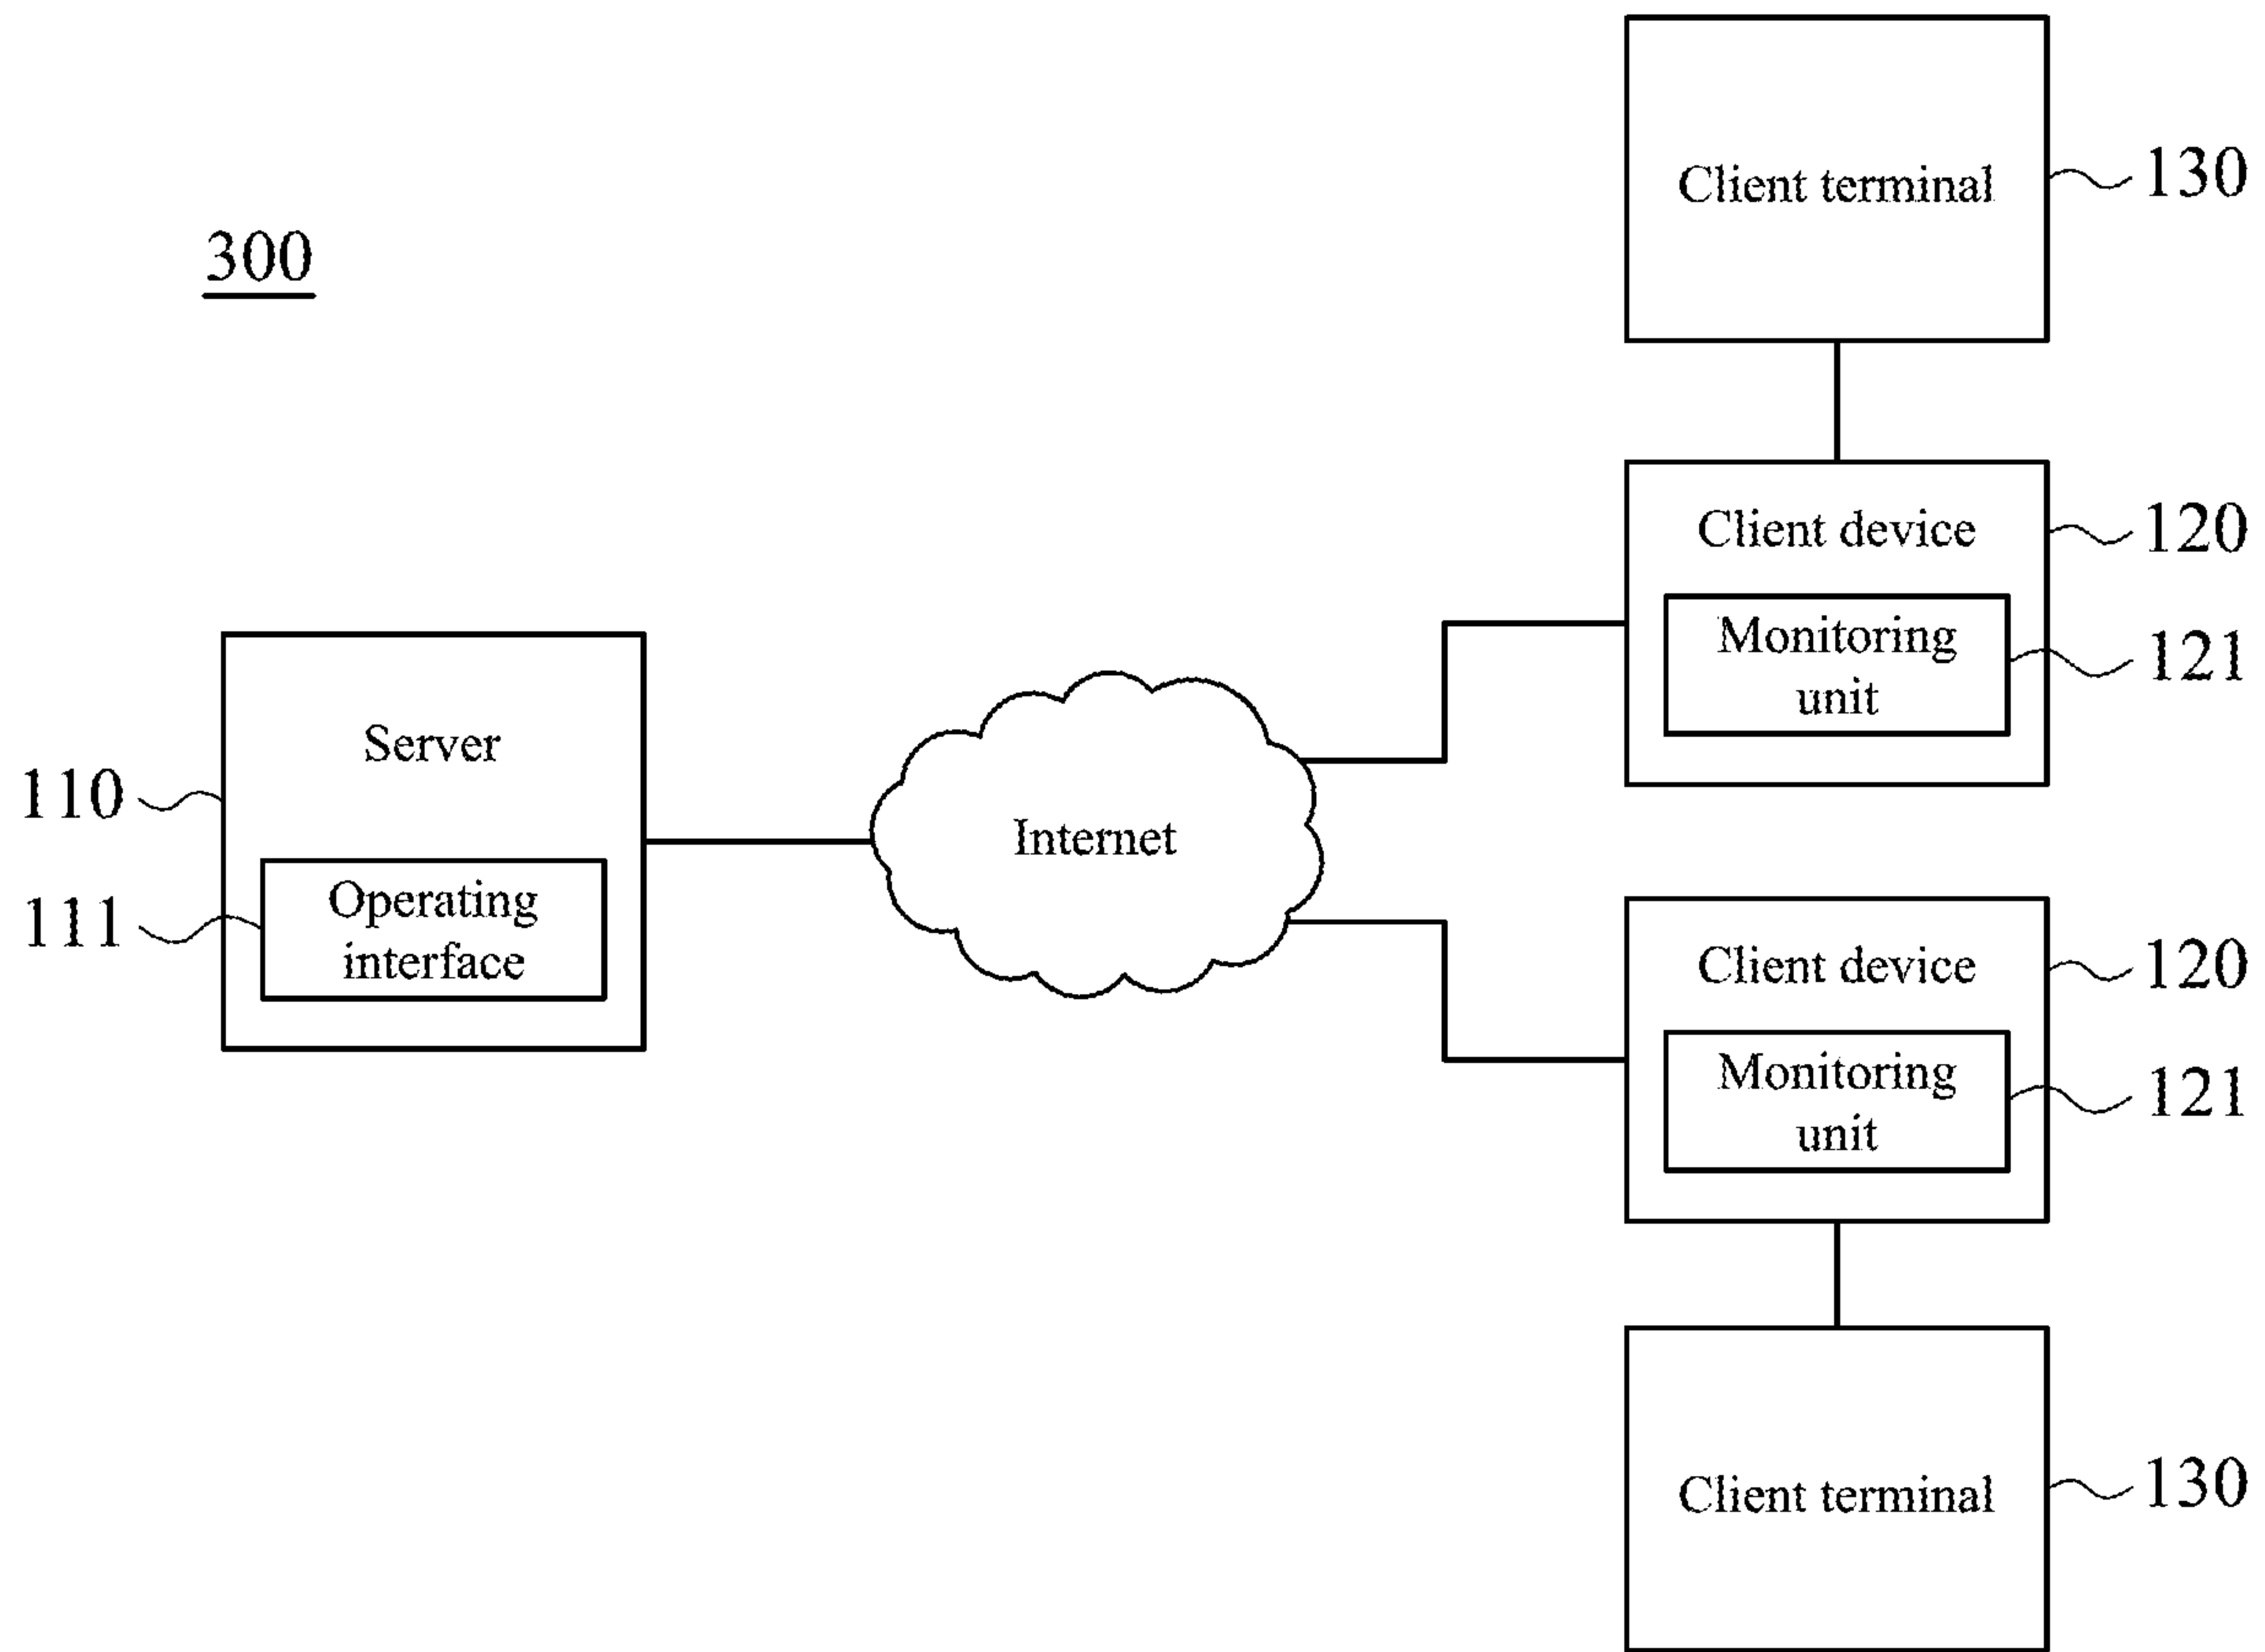 300
Client terminal
130
Client device
120
Monitoring
unit
121
Server
110
Operating
interface
111
Internet
Client device
120
Monitoring
unit
121
Client terminal
130